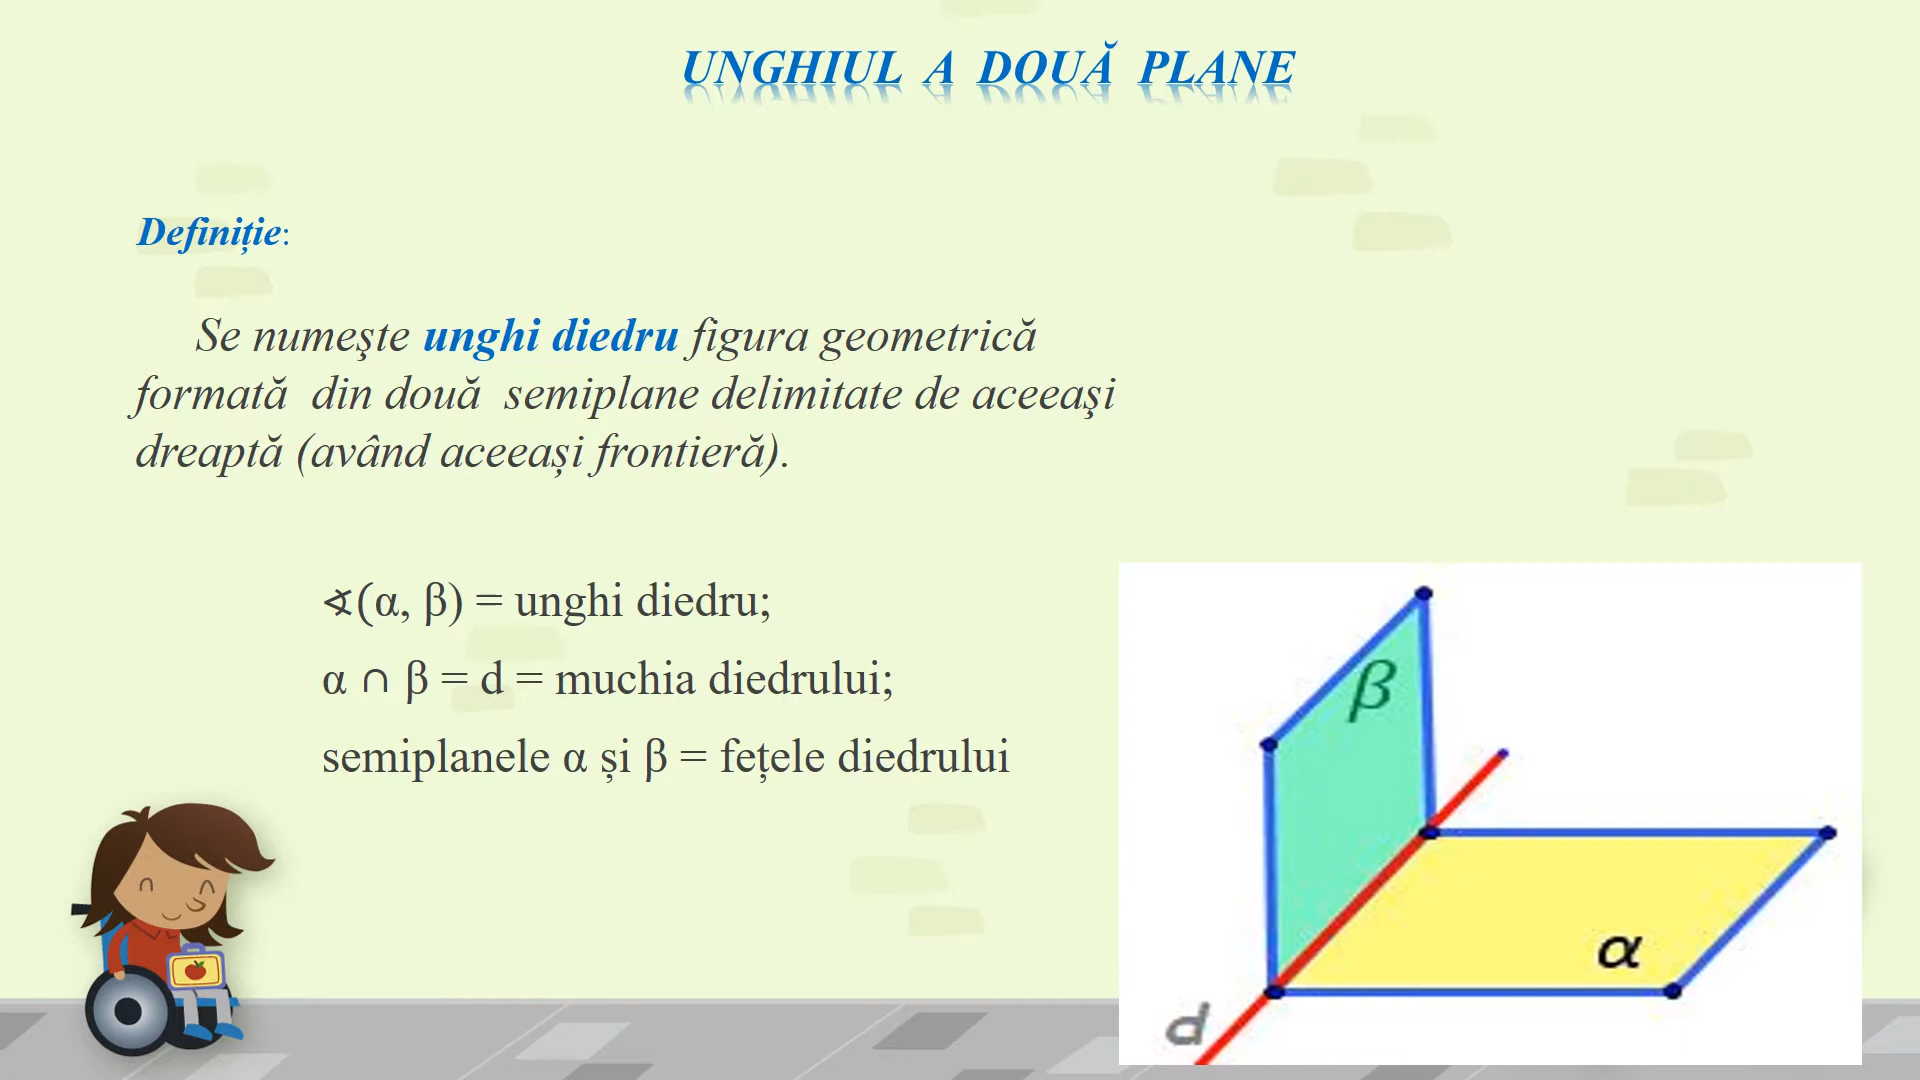 UNGHIUL A DOUĂ PLANE
Definiție:
Se numeşte unghi diedru figura geometrică
formată din două semiplane delimitate de aceeaşi
dreaptă (având aceeași frontieră).
∢(α, β) = unghi diedru;
α ∩ β = d = muchia diedrului;
semiplanele α și β = fețele diedrului
β
α
d